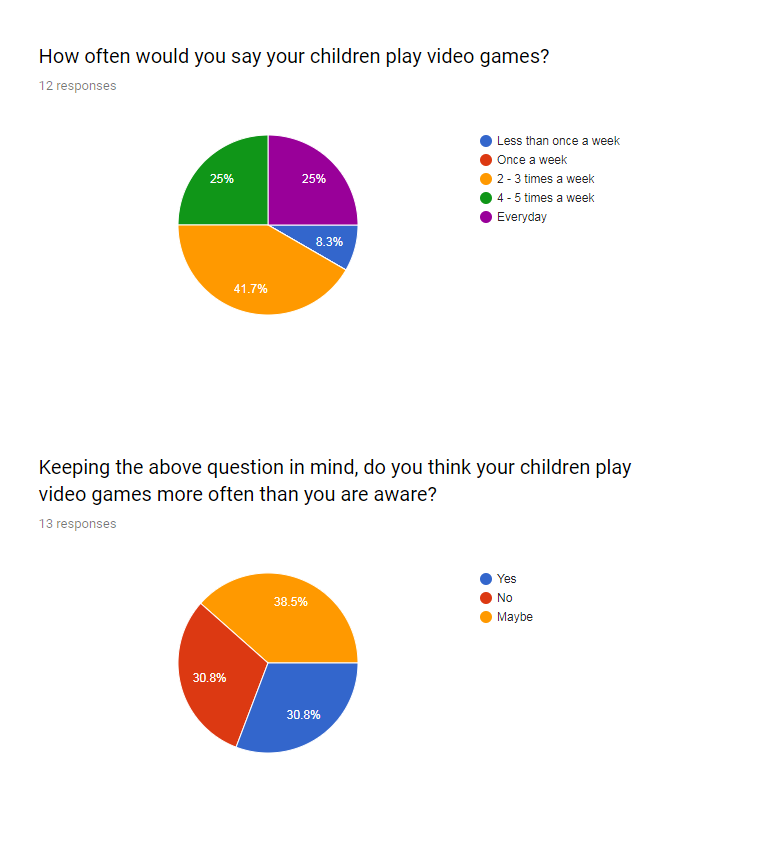 How often would you say your children play video games?
12 responses
25%
25%
8.3%
41.7%
Less than once a week
Once a week
2 - 3 times a week
4 - 5 times a week
Everyday
Keeping the above question in mind, do you think your children play
video games more often than you are aware?
13 responses
38.5%
30.8%
30.8%
Yes
No
Maybe